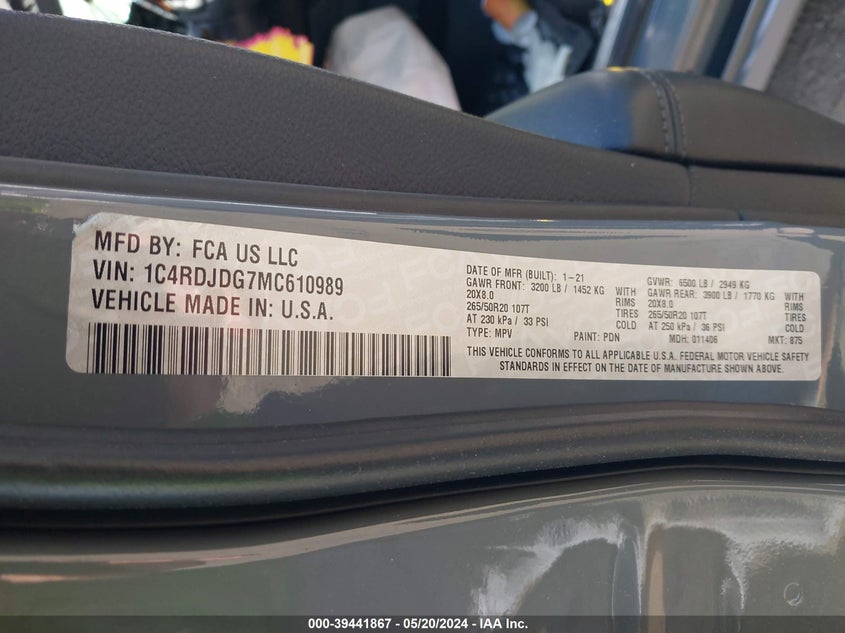 MFD BY: FCA US LLC
VIN: 1C4RDJDG7MC610989
VEHICLE MADE IN: U.S.A.
DATE OF MFR (BUILT): 1-21 GVWR: 6500 LB / 2949 KG
GAWR FRONT: 3200 LB / 1452 KG WITH GAWR REAR: 3900 LB / 1770 KG WITH
20X8.0 RIMS 20X8.0 RIMS
265/50R20 107T TIRES 265/50R20 107T TIRES
AT 230 kPa / 33 PSI COLD AT 250 kPa / 36 PSI COLD
TYPE: MPV PAINT: PDN MDH: 011406 MKT: 875
THIS VEHICLE CONFORMS TO ALL APPLICABLE U.S.A. FEDERAL MOTOR VEHICLE SAFETY
STANDARDS IN EFFECT ON THE DATE OF MANUFACTURE SHOWN ABOVE.
000-39441867 - 05/20/2024 - IAA Inc.